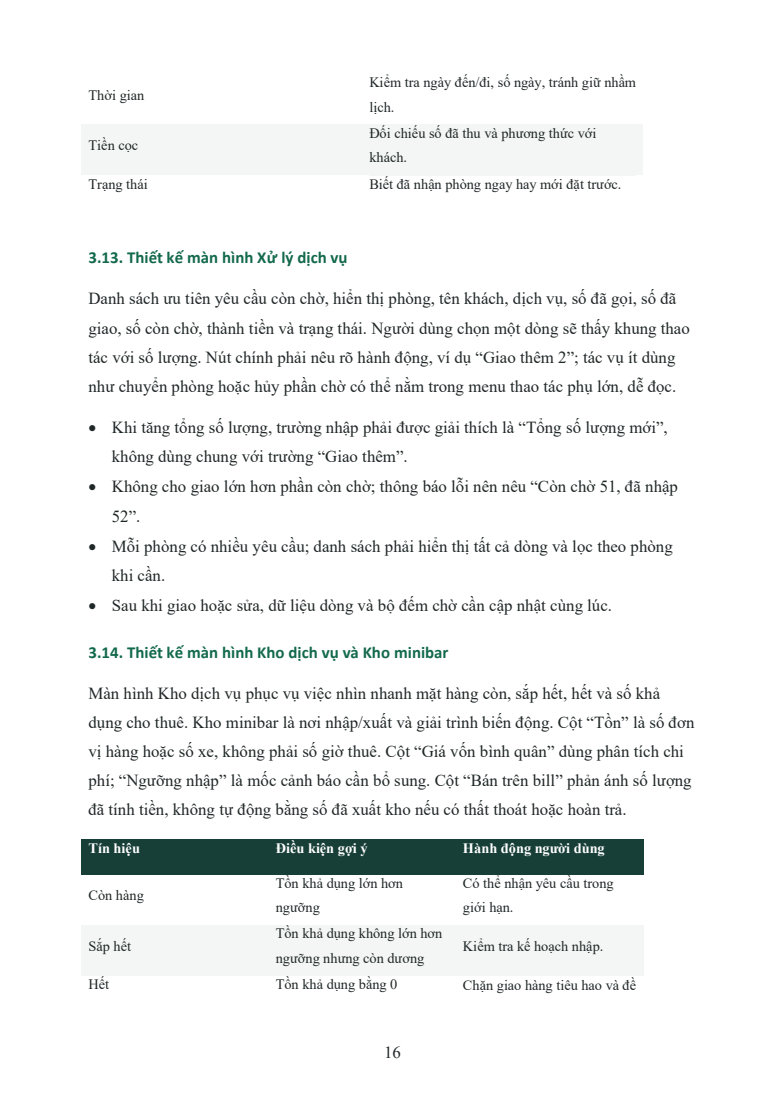 Thời gian
Kiểm tra ngày đến/đi, số ngày, tránh giữ nhầm
lịch.
Tiền cọc
Đối chiếu số đã thu và phương thức với
khách.
Trạng thái
Biết đã nhận phòng ngay hay mới đặt trước.
3.13. Thiết kế màn hình Xử lý dịch vụ
Danh sách ưu tiên yêu cầu còn chờ, hiển thị phòng, tên khách, dịch vụ, số đã gọi, số đã
giao, số còn chờ, thành tiền và trạng thái. Người dùng chọn một dòng sẽ thấy khung thao
tác với số lượng. Nút chính phải nêu rõ hành động, ví dụ “Giao thêm 2”; tác vụ ít dùng
như chuyển phòng hoặc hủy phần chờ có thể nằm trong menu thao tác phụ lớn, dễ đọc.
• Khi tăng tổng số lượng, trường nhập phải được giải thích là “Tổng số lượng mới”,
không dùng chung với trường “Giao thêm”.
• Không cho giao lớn hơn phần còn chờ; thông báo lỗi nên nêu “Còn chờ 51, đã nhập
52”.
• Mỗi phòng có nhiều yêu cầu; danh sách phải hiển thị tất cả dòng và lọc theo phòng
khi cần.
• Sau khi giao hoặc sửa, dữ liệu dòng và bộ đếm chờ cần cập nhật cùng lúc.
3.14. Thiết kế màn hình Kho dịch vụ và Kho minibar
Màn hình Kho dịch vụ phục vụ việc nhìn nhanh mặt hàng còn, sắp hết, hết và số khả
dụng cho thuê. Kho minibar là nơi nhập/xuất và giải trình biến động. Cột “Tồn” là số đơn
vị hàng hoặc số xe, không phải số giờ thuê. Cột “Giá vốn bình quân” dùng phân tích chi
phí; “Ngưỡng nhập” là mốc cảnh báo cần bổ sung. Cột “Bán trên bill” phản ánh số lượng
đã tính tiền, không tự động bằng số đã xuất kho nếu có thất thoát hoặc hoàn trả.
Tín hiệu Điều kiện gợi ý Hành động người dùng
Còn hàng
Tồn khả dụng lớn hơn
ngưỡng
Có thể nhận yêu cầu trong
giới hạn.
Sắp hết
Tồn khả dụng không lớn hơn
ngưỡng nhưng còn dương
Kiểm tra kế hoạch nhập.
Hết Tồn khả dụng bằng 0 Chặn giao hàng tiêu hao và đề
16